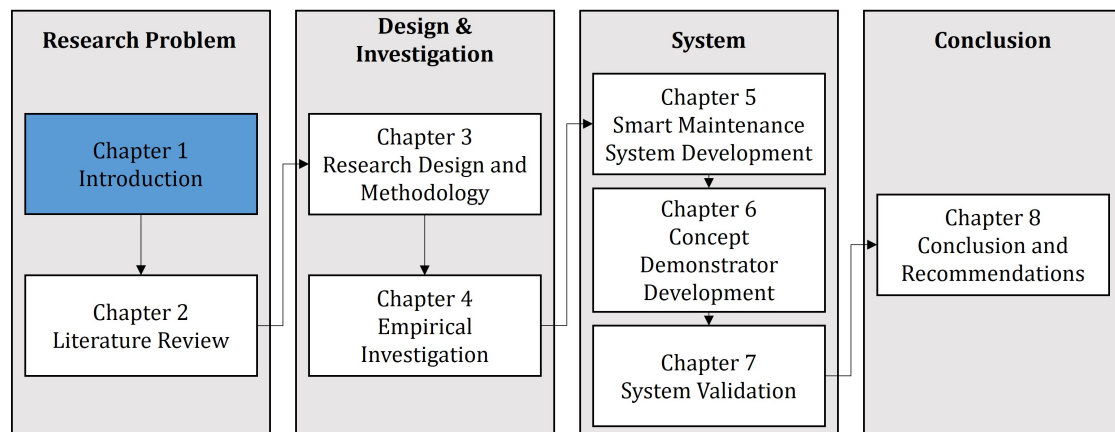 Research Problem
Chapter 1
Introduction
Chapter 2
Literature Review
Design &
Investigation
Chapter 3
Research Design and
Methodology
Chapter 4
Empirical
Investigation
System
Chapter 5
Smart Maintenance
System Development
Chapter 6
Concept
Demonstrator
Development
Chapter 7
System Validation
Conclusion
Chapter 8
Conclusion and
Recommendations